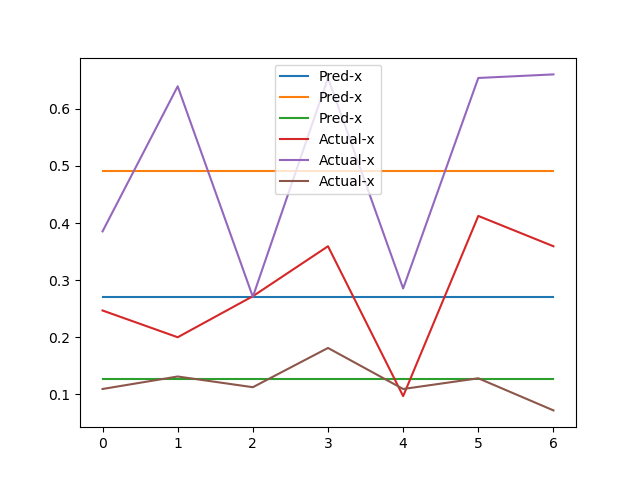 Pred-x
Pred-x
Pred-x
Actual-x
Actual-x
Actual-x
0.6
0.5
0.4
0.3
0.2
0.1
0 1 2 3 4 5 6